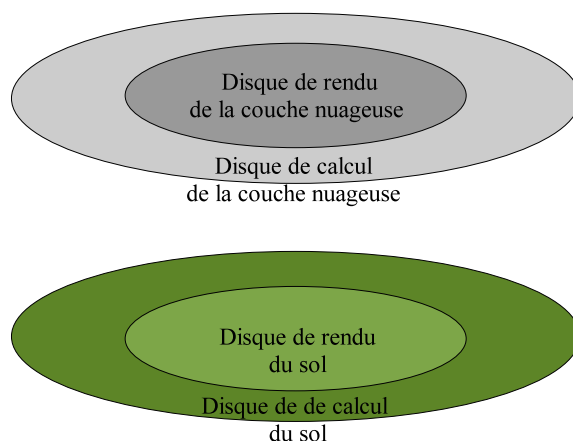 Disque de rendu
de la couche nuageuse
Disque de calcul
de la couche nuageuse
Disque de rendu
du sol
Disque de de calcul
du sol